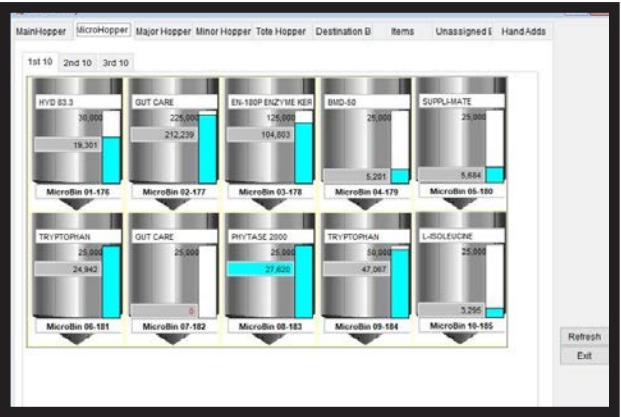 MainHopper MicroHopper Major Hopper Minor Hopper Tote Hopper Destination B Items Unassigned E Hand Adds
1st 10 2nd 10 3rd 10
HYD 83.3 GUT CARE EN-180P ENZYME KER BMD-50 SUPPLI-MATE
30,000 225,000 125,000 25,000 25,000
19,301 212,239 104,803 5,201 5,684
MicroBin 01-176 MicroBin 02-177 MicroBin 03-178 MicroBin 04-179 MicroBin 05-180
TRYPTOPHAN GUT CARE PHYTASE 2000 TRYPTOPHAN L-ISOLEUCINE
25,000 25,000 25,000 50,000 25,000
24,942 0 27,620 47,067 3,295
MicroBin 06-181 MicroBin 07-182 MicroBin 08-183 MicroBin 09-184 MicroBin 10-185
Refresh
Exit